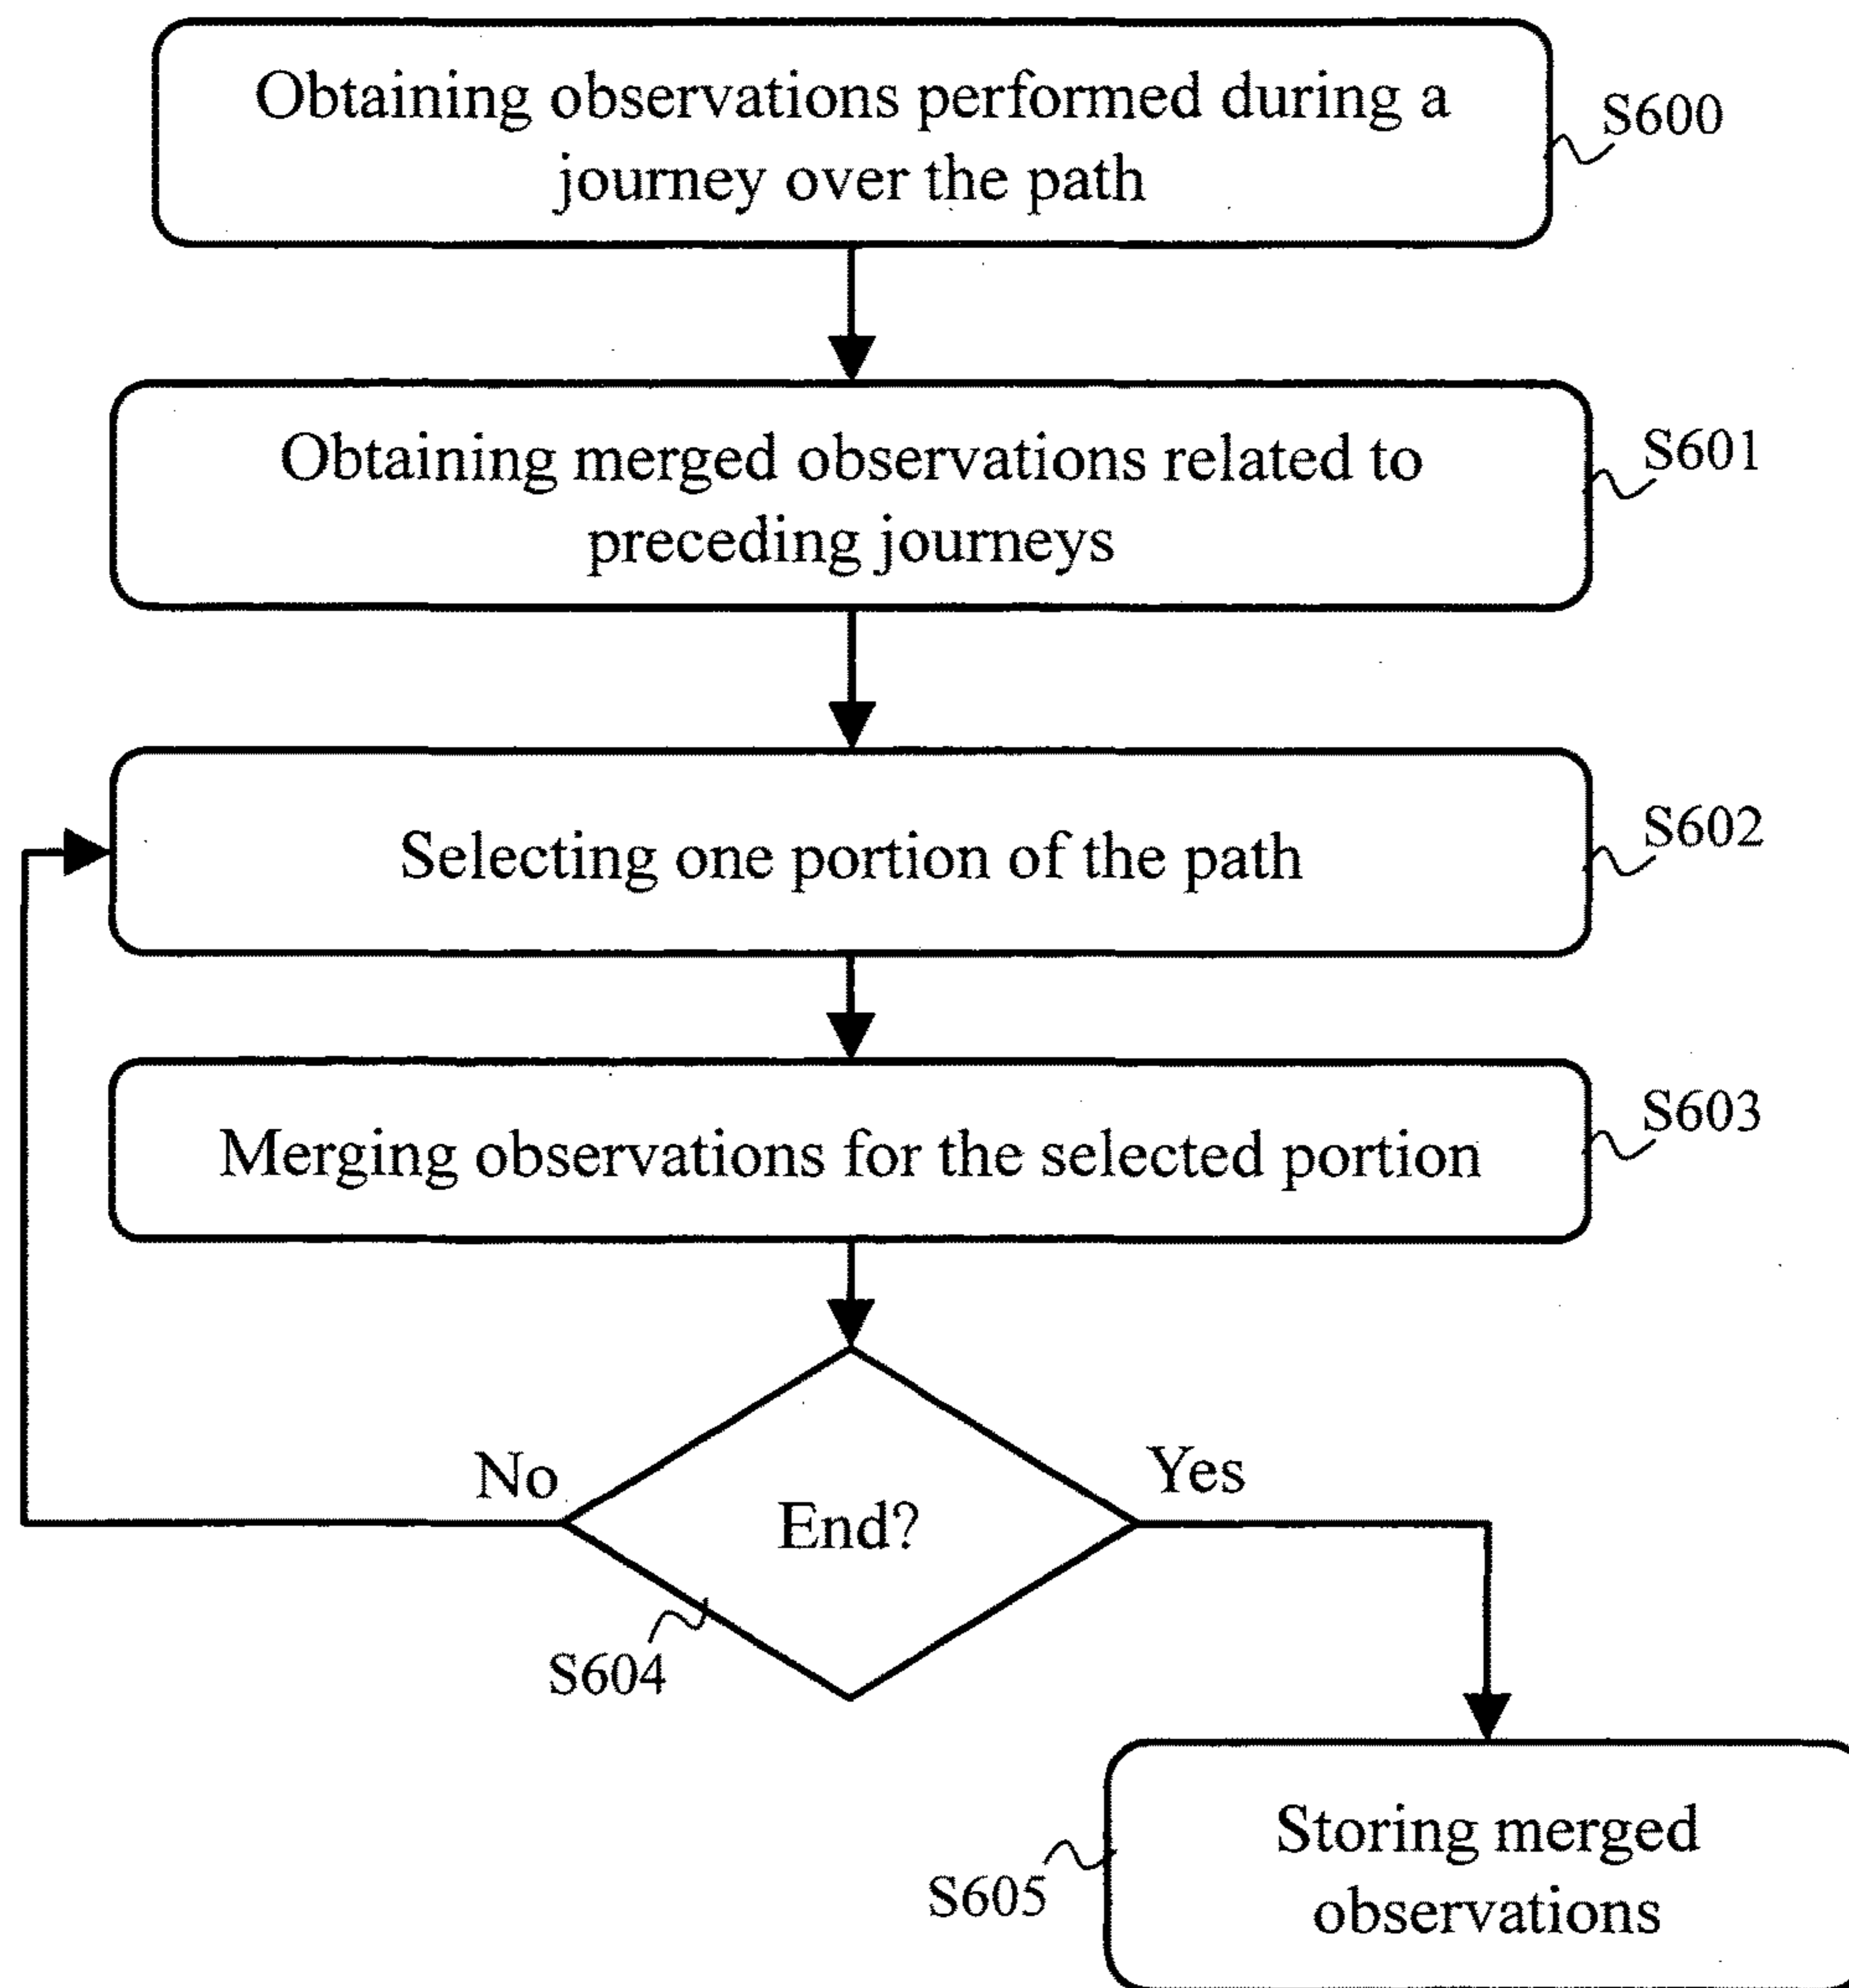 Obtaining observations performed during a
journey over the path
S600
Obtaining merged observations related to
preceding journeys
S601
Selecting one portion of the path
S602
Merging observations for the selected portion
S603
No
Yes
End?
S604
Storing merged
observations
S605